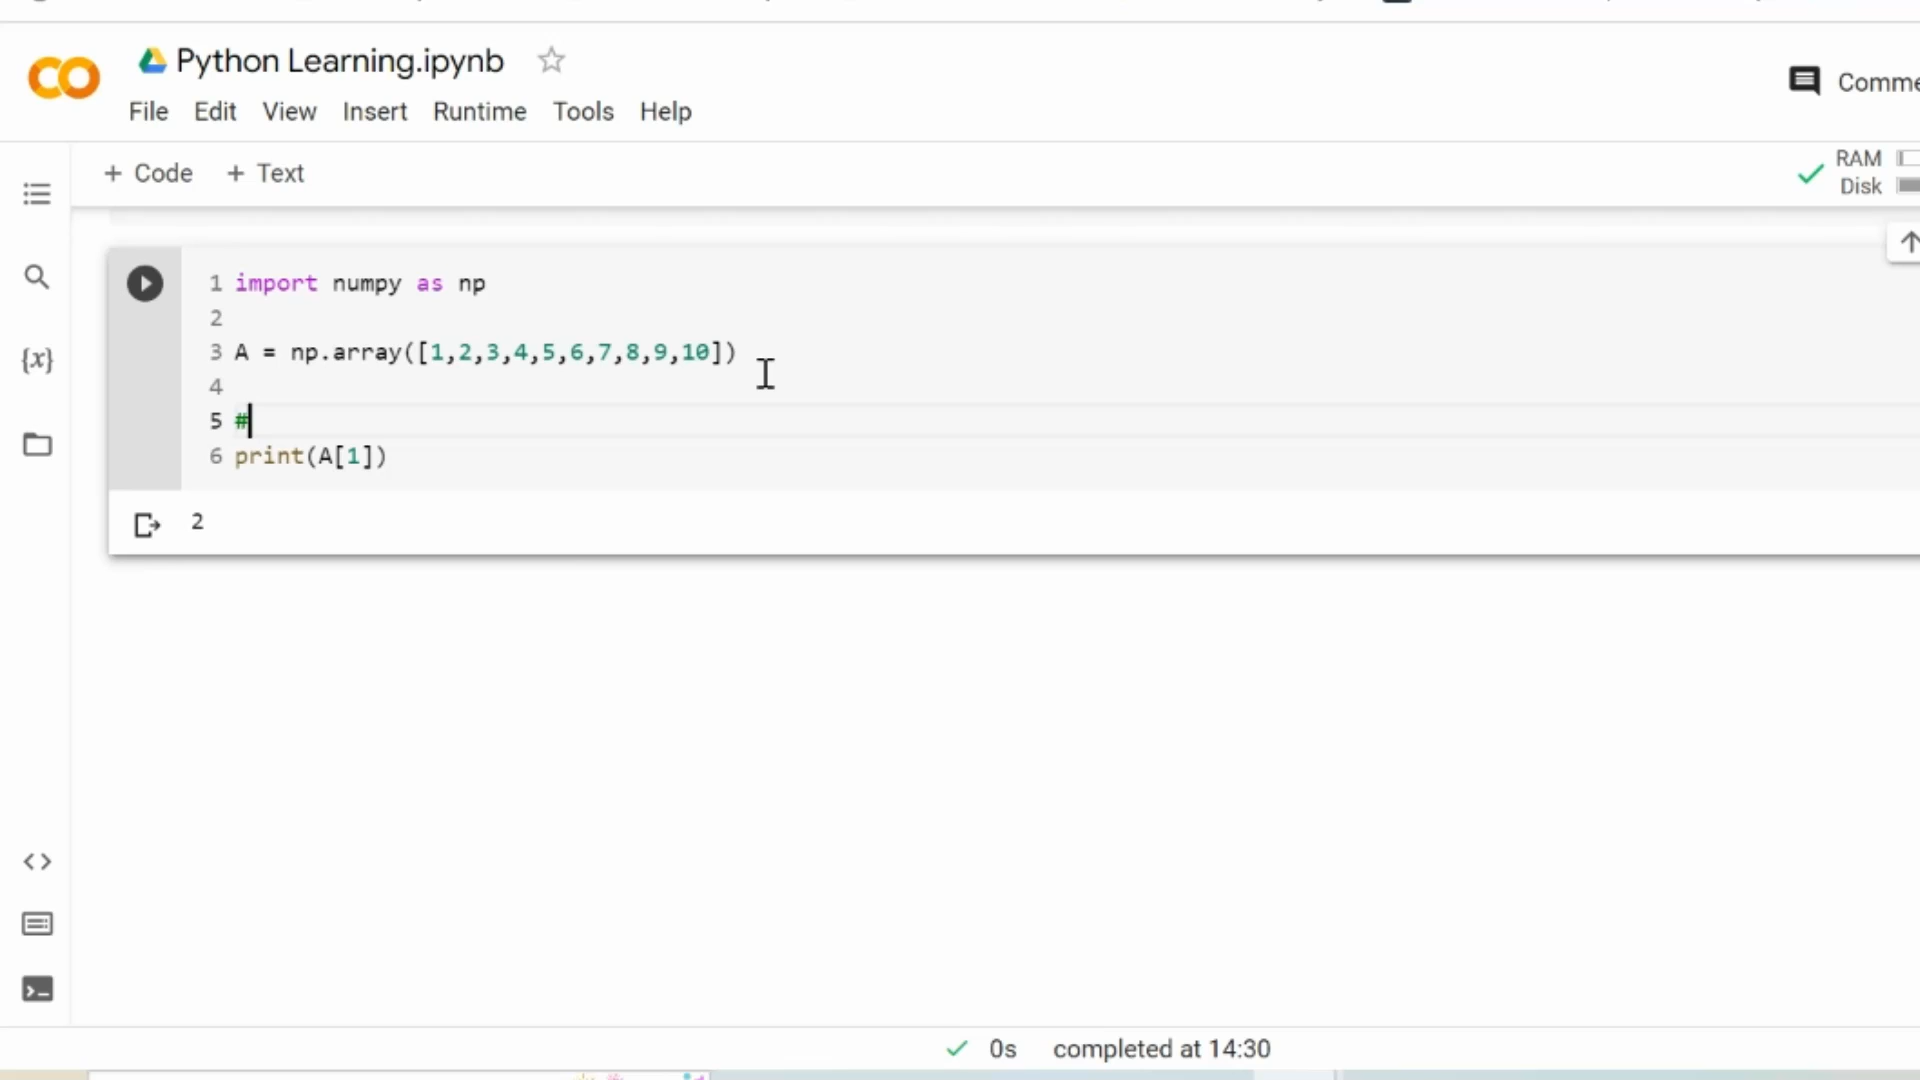 Python Learning.ipynb
File Edit View Insert Runtime Tools Help
Comme
+ Code + Text
RAM
Disk
{x}
1 import numpy as np
2
3 A = np.array([1,2,3,4,5,6,7,8,9,10])
4
5 #
6 print(A[1])
2
0s completed at 14:30